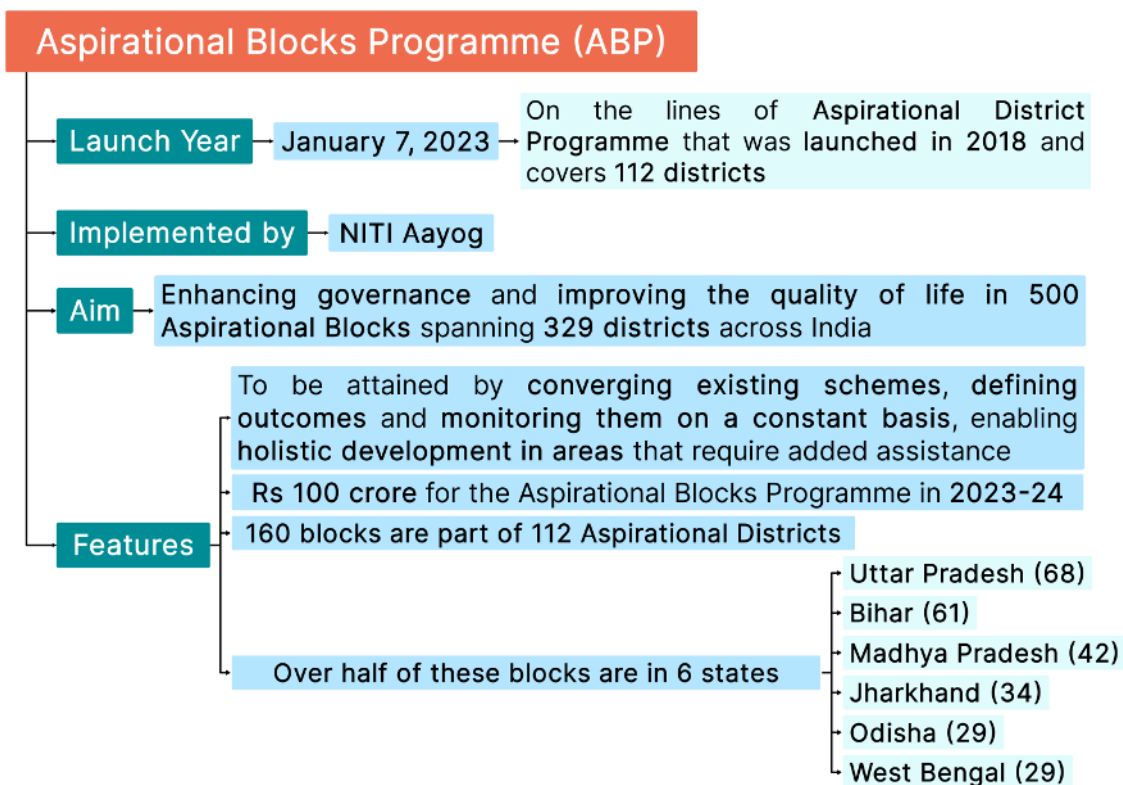 Aspirational Blocks Programme (ABP)
Launch Year
January 7, 2023
On the lines of Aspirational District
Programme that was launched in 2018 and
covers 112 districts
Implemented by
NITI Aayog
Aim
Enhancing governance and improving the quality of life in 500
Aspirational Blocks spanning 329 districts across India
Features
To be attained by converging existing schemes, defining
outcomes and monitoring them on a constant basis, enabling
holistic development in areas that require added assistance
Rs 100 crore for the Aspirational Blocks Programme in 2023-24
160 blocks are part of 112 Aspirational Districts
Over half of these blocks are in 6 states
Uttar Pradesh (68)
Bihar (61)
Madhya Pradesh (42)
Jharkhand (34)
Odisha (29)
West Bengal (29)